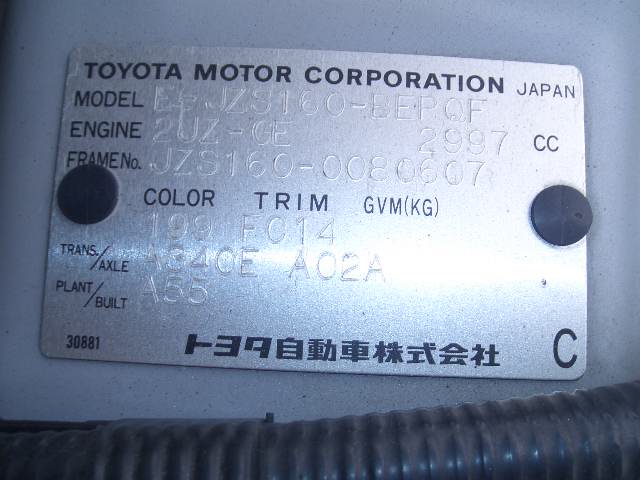 TOYOTA MOTOR CORPORATION JAPAN
MODEL E-JZS160-BEPQF
ENGINE 2JZ-GE 2997 CC
FRAME No. JZS160-0080607
COLOR TRIM GVM(KG)
199 FC14
TRANS./AXLE A340E A02A
PLANT/BUILT A55
30881 トヨタ自動車株式会社 C